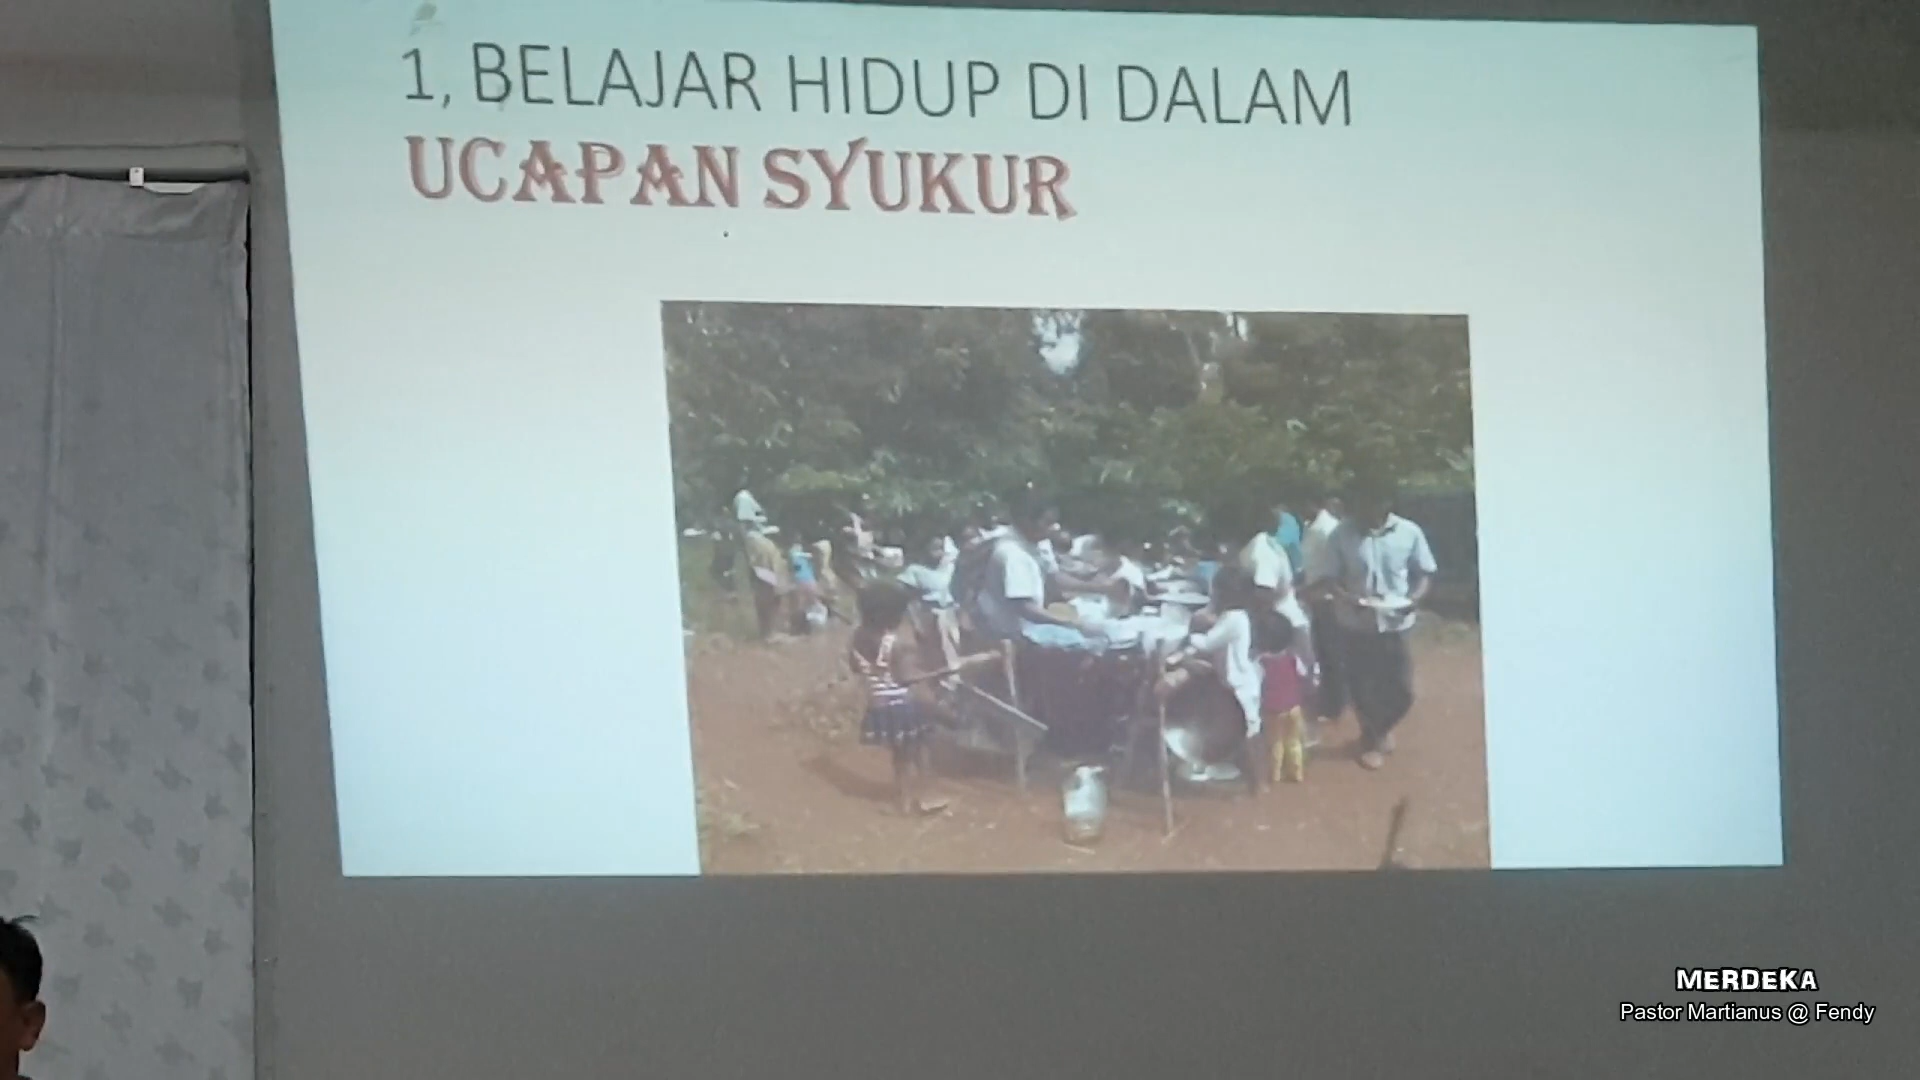 1, BELAJAR HIDUP DI DALAM
UCAPAN SYUKUR
MERDEKA
Pastor Martianus @ Fendy